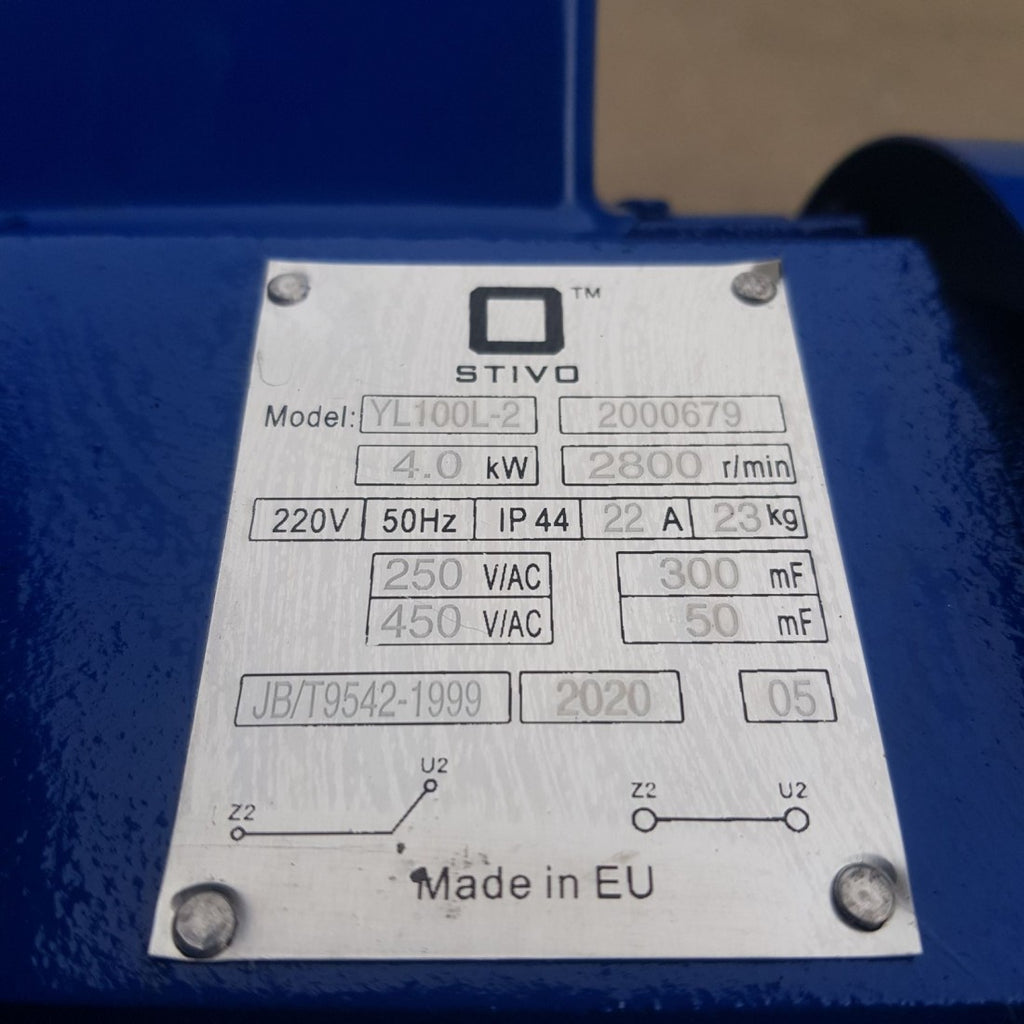 TM
STIVO
Model: YL100L-2 2000679
4.0 kW 2800 r/min
220V 50Hz IP 44 22 A 23 kg
250 V/AC 300 mF
450 V/AC 50 mF
JB/T9542-1999 2020 05
Z2 U2 Z2 U2
Made in EU